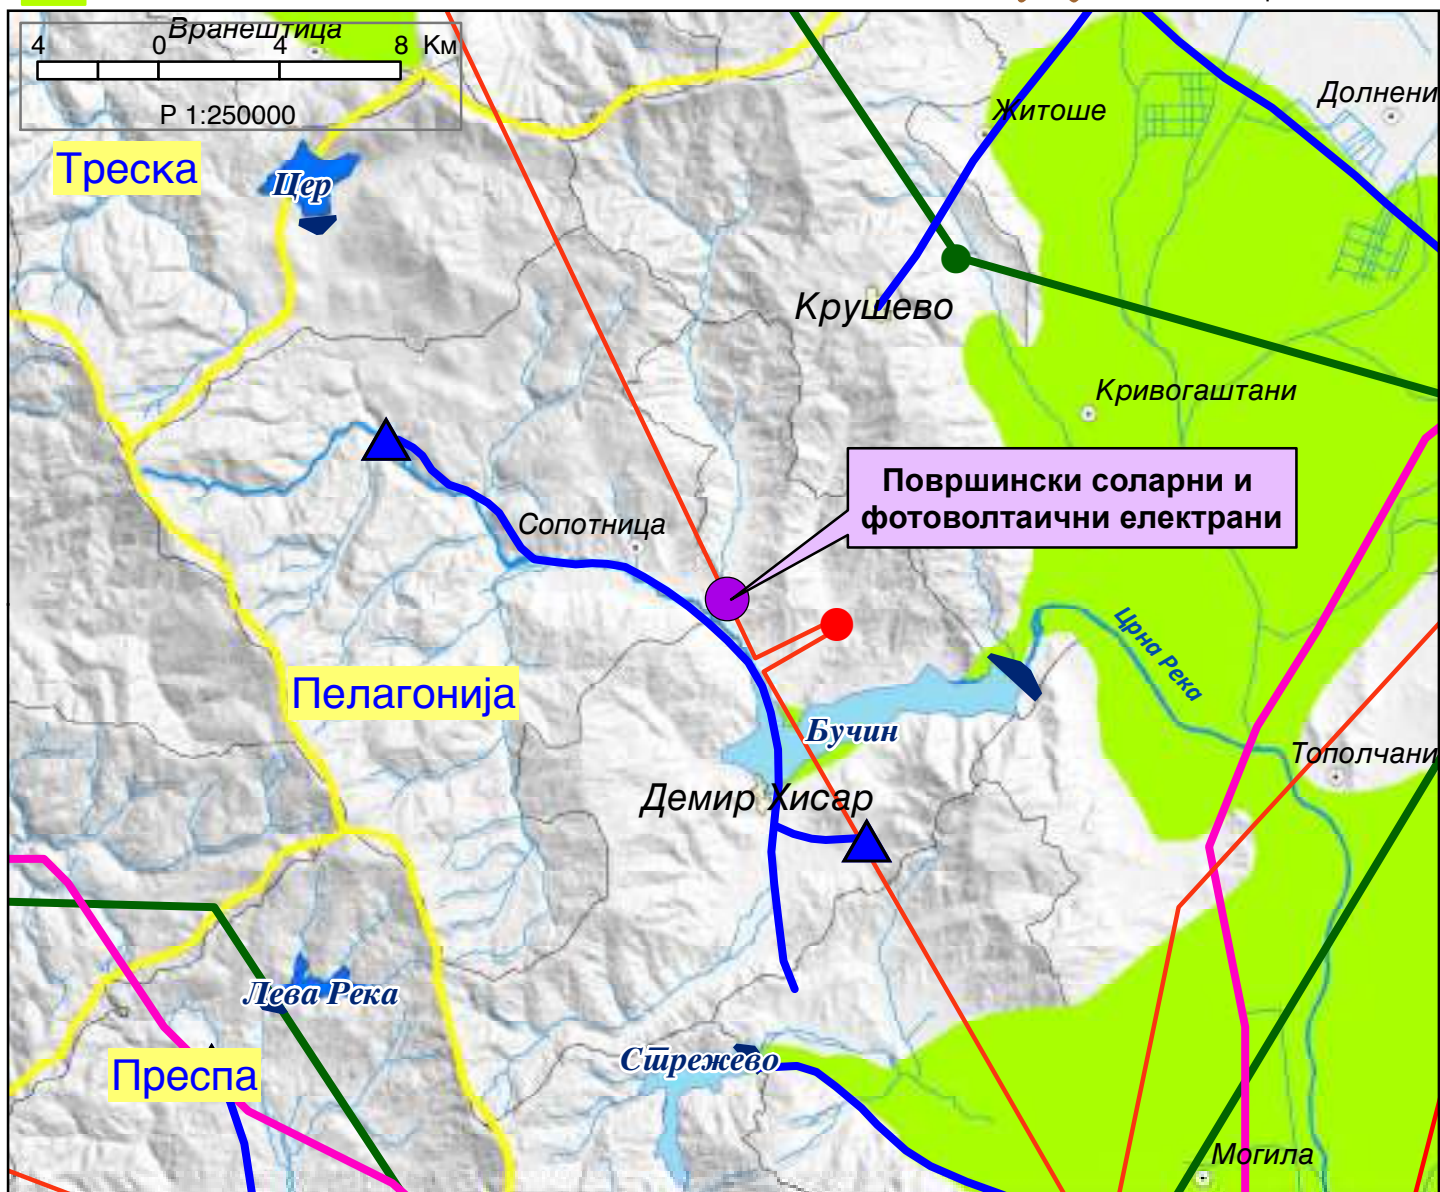 Вранештица
4 0 4 8 Км
Р 1:250000
Житоше
Долнени
Треска
Цер
Крушево
Кривогаштани
Површински соларни и
фотоволтаични електрани
Сопотница
Црна Река
Пелагонија
Бучин
Тополчани
Демир Хисар
Лева Река
Стрежево
Преспа
Могила